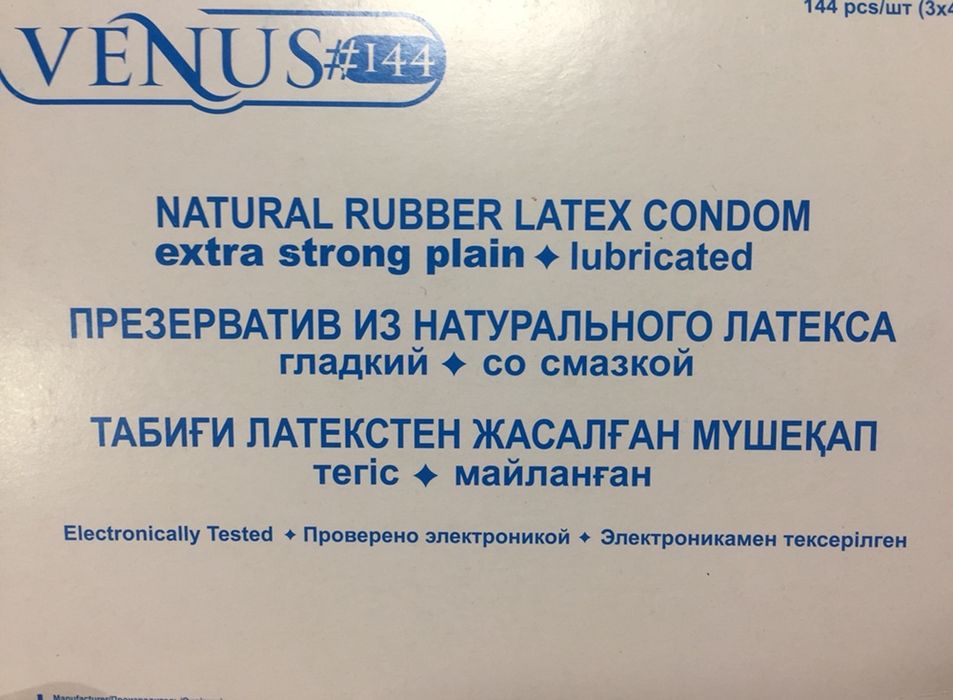 144 pcs/шт (3x4
VENUS #144
NATURAL RUBBER LATEX CONDOM
extra strong plain ✦ lubricated
ПРЕЗЕРВАТИВ ИЗ НАТУРАЛЬНОГО ЛАТЕКСА
гладкий ✦ со смазкой
ТАБИҒИ ЛАТЕКСТЕН ЖАСАЛҒАН МҮШЕҚАП
тегіс ✦ майланған
Electronically Tested ✦ Проверено электроникой ✦ Электроникамен тексерілген